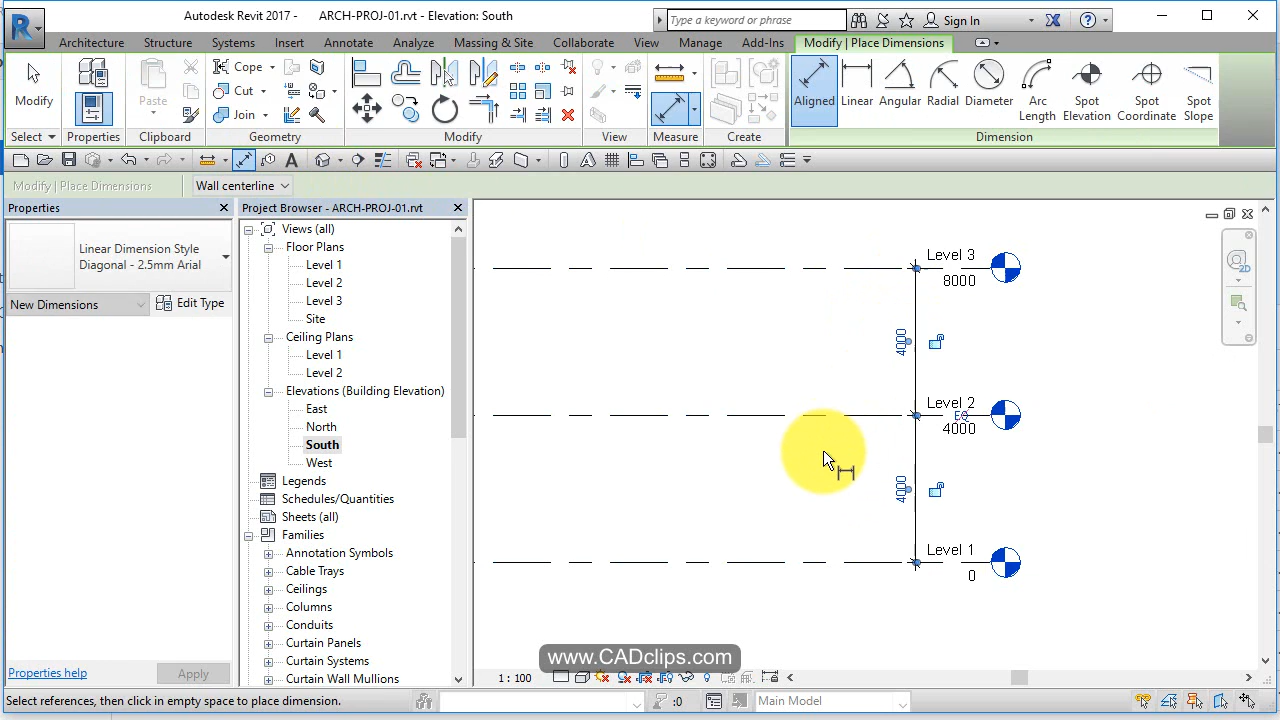 Autodesk Revit 2017 - ARCH-PROJ-01.rvt - Elevation: South
Type a keyword or phrase
Sign In
Architecture Structure Systems Insert Annotate Analyze Massing & Site Collaborate View Manage Add-Ins Modify | Place Dimensions
Modify
Paste
Cope
Cut
Join
Aligned Linear Angular Radial Diameter Arc Length Spot Elevation Spot Coordinate Spot Slope
Select Properties Clipboard Geometry Modify View Measure Create Dimension
Modify | Place Dimensions Wall centerline
Properties
Linear Dimension Style
Diagonal - 2.5mm Arial
New Dimensions Edit Type
Properties help Apply
Project Browser - ARCH-PROJ-01.rvt
Views (all)
Floor Plans
Level 1
Level 2
Level 3
Site
Ceiling Plans
Level 1
Level 2
Elevations (Building Elevation)
East
North
South
West
Legends
Schedules/Quantities
Sheets (all)
Families
Annotation Symbols
Cable Trays
Ceilings
Columns
Conduits
Curtain Panels
Curtain Systems
Curtain Wall Mullions
2D
Level 3
8000
4000
Level 2
EQ
4000
4000
Level 1
0
www.CADclips.com
1 : 100
Select references, then click in empty space to place dimension.
:0
Main Model